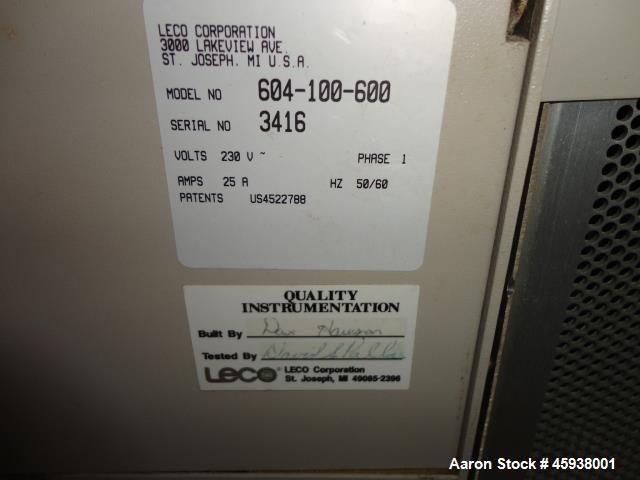 LECO CORPORATION
3000 LAKEVIEW AVE.
ST. JOSEPH, MI U.S.A.
MODEL NO 604-100-600
SERIAL NO 3416
VOLTS 230 V ~ PHASE 1
AMPS 25 A HZ 50/60
PATENTS US4522788
QUALITY
INSTRUMENTATION
Built By
Tested By David
LECO® LECO Corporation
St. Joseph, MI 49085-2396
Aaron Stock # 45938001